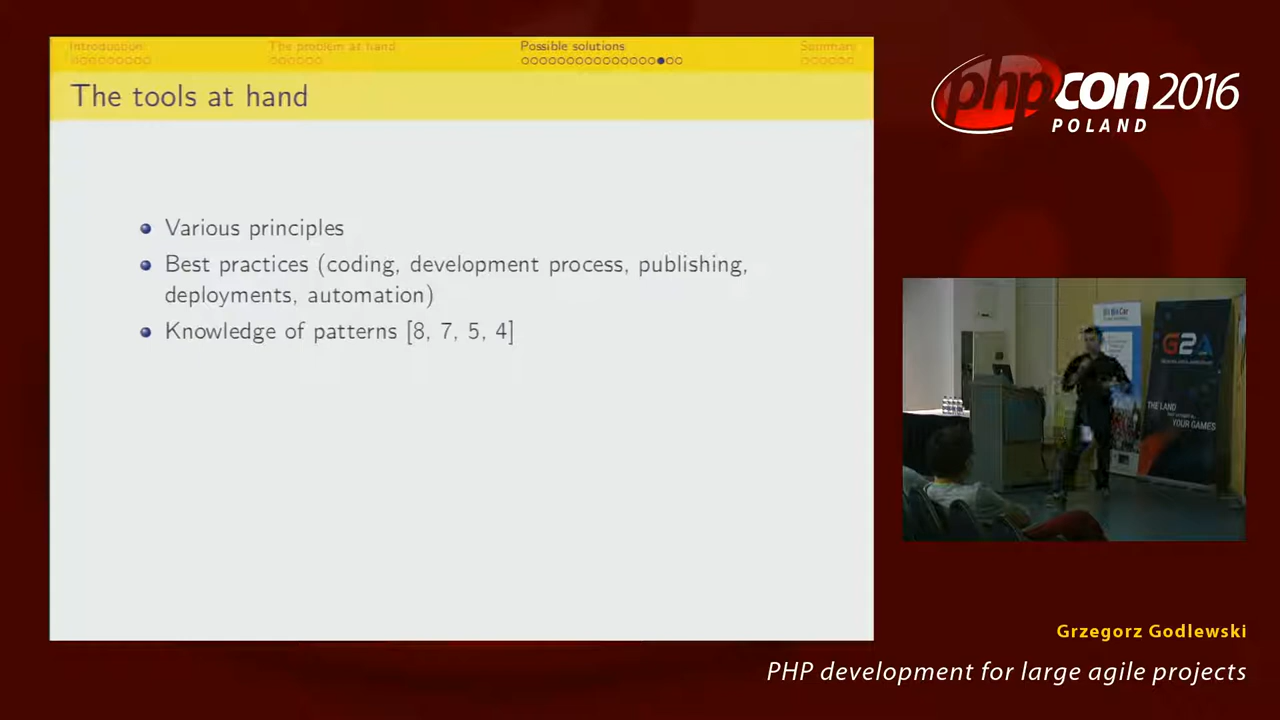 Introduction
The problem at hand
Possible solutions
Summary
The tools at hand
Various principles
Best practices (coding, development process, publishing,
deployments, automation)
Knowledge of patterns [8, 7, 5, 4]
phpcon 2016
POLAND
G2A
THE LAND
YOUR GAMES
Grzegorz Godlewski
PHP development for large agile projects